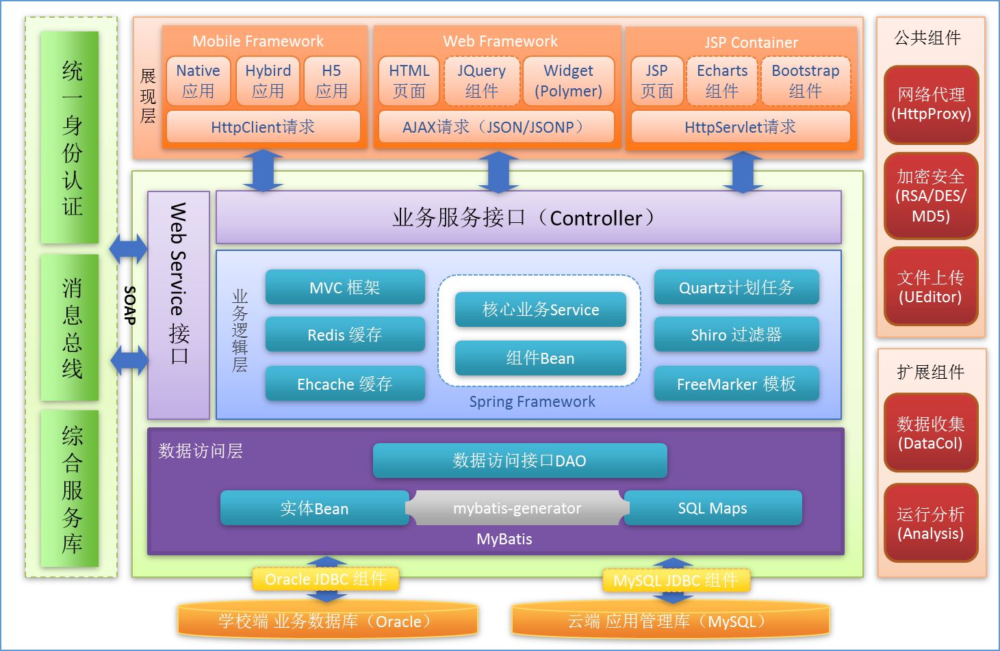 统一身份认证
消息总线
综合服务库
SOAP
展现层
Mobile Framework
Native
应用
Hybird
应用
H5
应用
HttpClient请求
Web Framework
HTML
页面
JQuery
组件
Widget
(Polymer)
AJAX请求（JSON/JSONP）
JSP Container
JSP
页面
Echarts
组件
Bootstrap
组件
HttpServlet请求
Web Service 接口
业务服务接口（Controller）
业务逻辑层
MVC 框架
Redis 缓存
Ehcache 缓存
核心业务Service
组件Bean
Spring Framework
Quartz计划任务
Shiro 过滤器
FreeMarker 模板
数据访问层
数据访问接口DAO
实体Bean
mybatis-generator
SQL Maps
MyBatis
Oracle JDBC 组件
MySQL JDBC 组件
学校端 业务数据库（Oracle）
云端 应用管理库（MySQL）
公共组件
网络代理
(HttpProxy)
加密安全
(RSA/DES/
MD5)
文件上传
(UEditor)
扩展组件
数据收集
(DataCol)
运行分析
(Analysis)